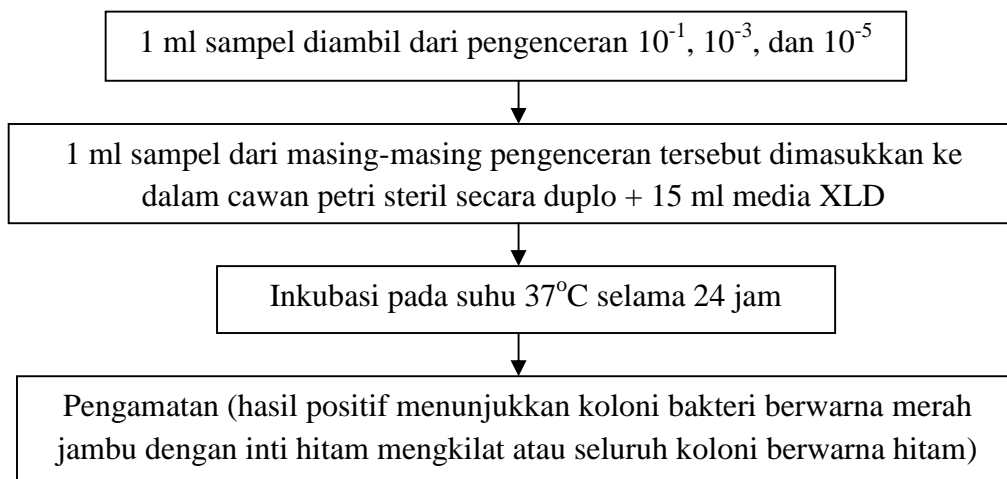 1 ml sampel diambil dari pengenceran 10⁻¹, 10⁻³, dan 10⁻⁵
1 ml sampel dari masing-masing pengenceran tersebut dimasukkan ke
dalam cawan petri steril secara duplo + 15 ml media XLD
Inkubasi pada suhu 37ᵒC selama 24 jam
Pengamatan (hasil positif menunjukkan koloni bakteri berwarna merah
jambu dengan inti hitam mengkilat atau seluruh koloni berwarna hitam)